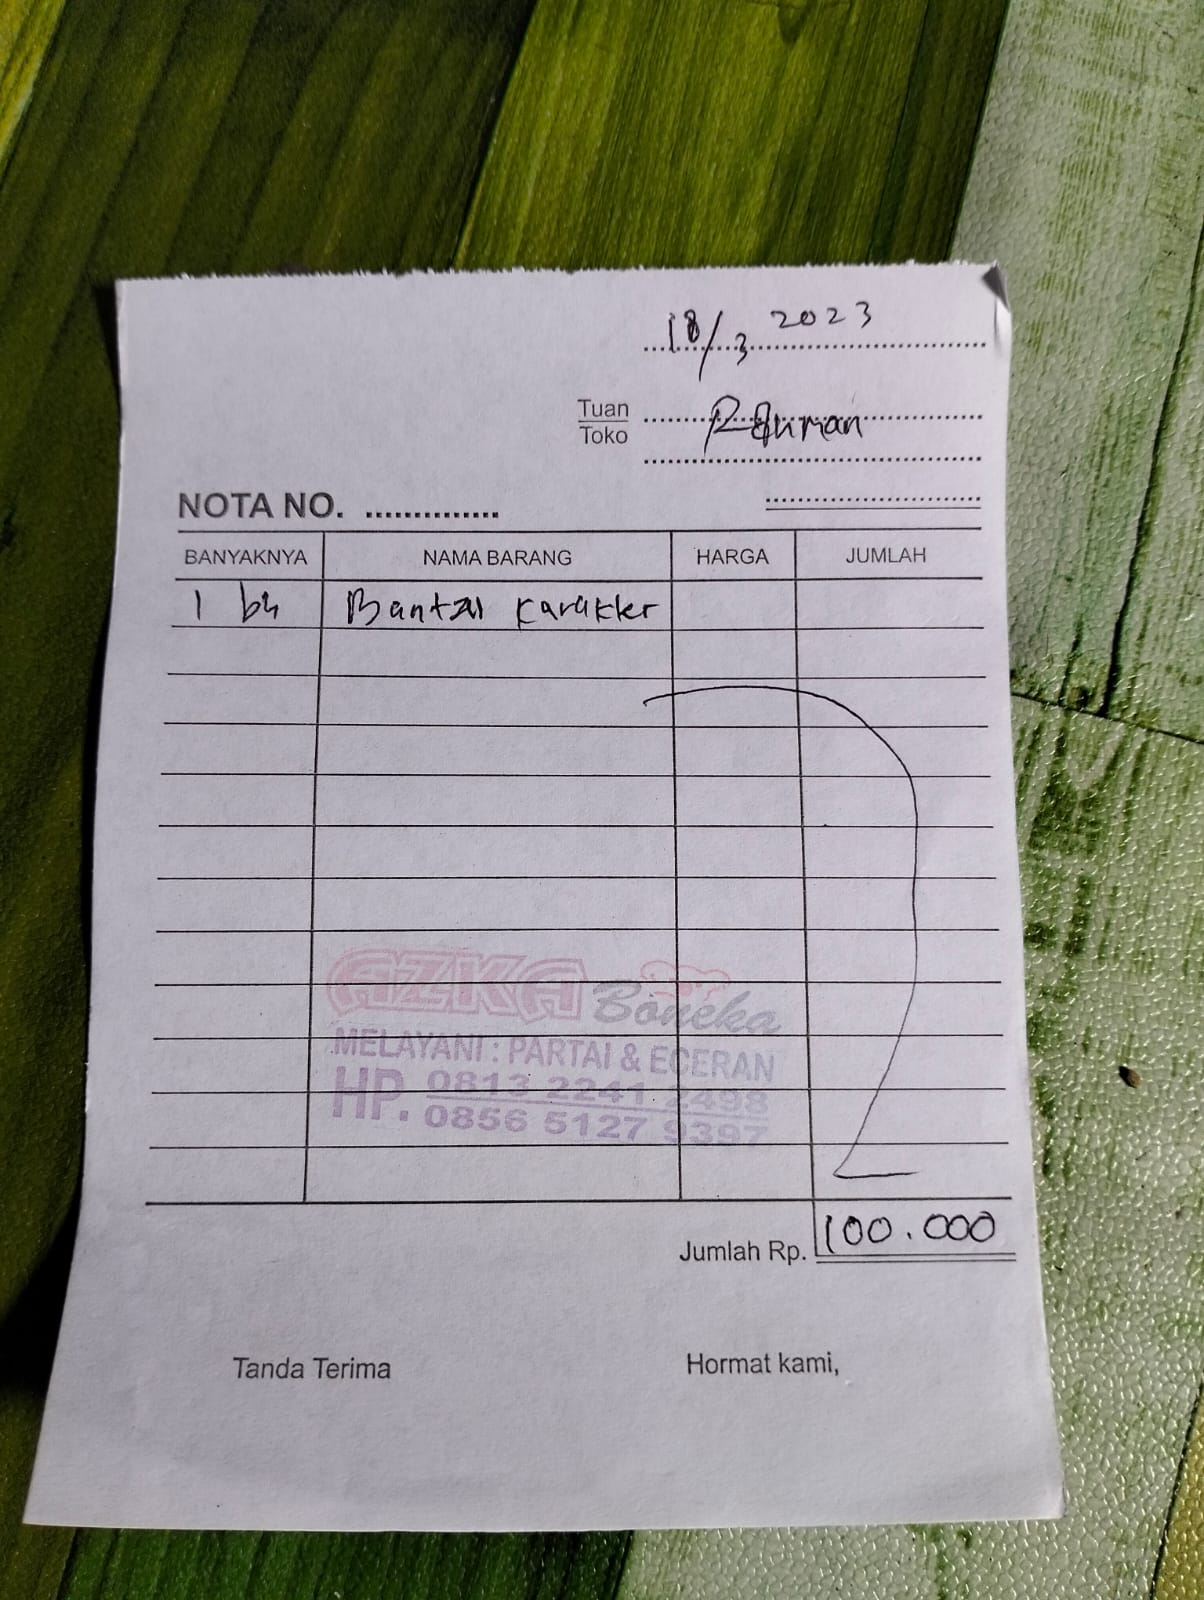 18/3 2023
Tuan
Toko
NOTA NO. ..............
BANYAKNYA NAMA BARANG HARGA JUMLAH
1 bh Bantal Karakter
AZKA Boneka
MELAYANI : PARTAI & ECERAN
HP. 0813 2241 2498
0856 5127 9397
Jumlah Rp. 100.000
Tanda Terima Hormat kami,